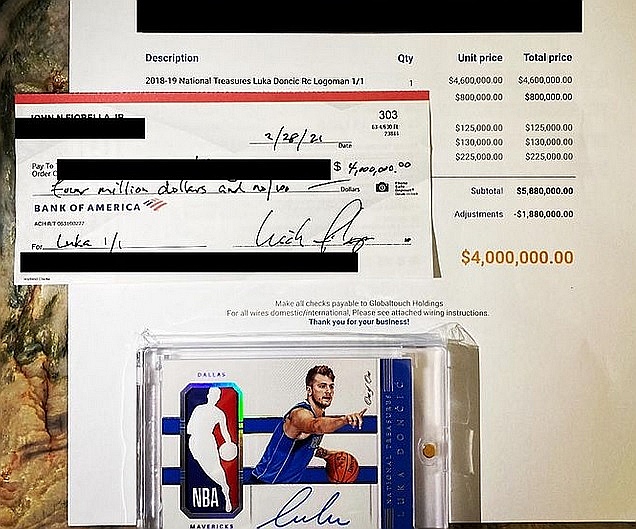 Description Qty Unit price Total price
2018-19 National Treasures Luka Doncic Rc Logoman 1/1 1 $4,600,000.00 $4,600,000.00
$800,000.00 $800,000.00
$125,000.00 $125,000.00
$130,000.00 $130,000.00
$225,000.00 $225,000.00
Subtotal $5,880,000.00
Adjustments -$1,880,000.00
$4,000,000.00
303
2/28/21
Date
Pay To
Order $ 4,000,000.00
Four million dollars and no/100 Dollars
BANK OF AMERICA
ACH R/T
For Luka 1/1
Make all checks payable to Globaltouch Holdings
For all wires domestic/international, Please see attached wiring instructions.
Thank you for your business!
DALLAS
NBA
MAVERICKS
One of One
NATIONAL TREASURES
LUKA DONČIĆ